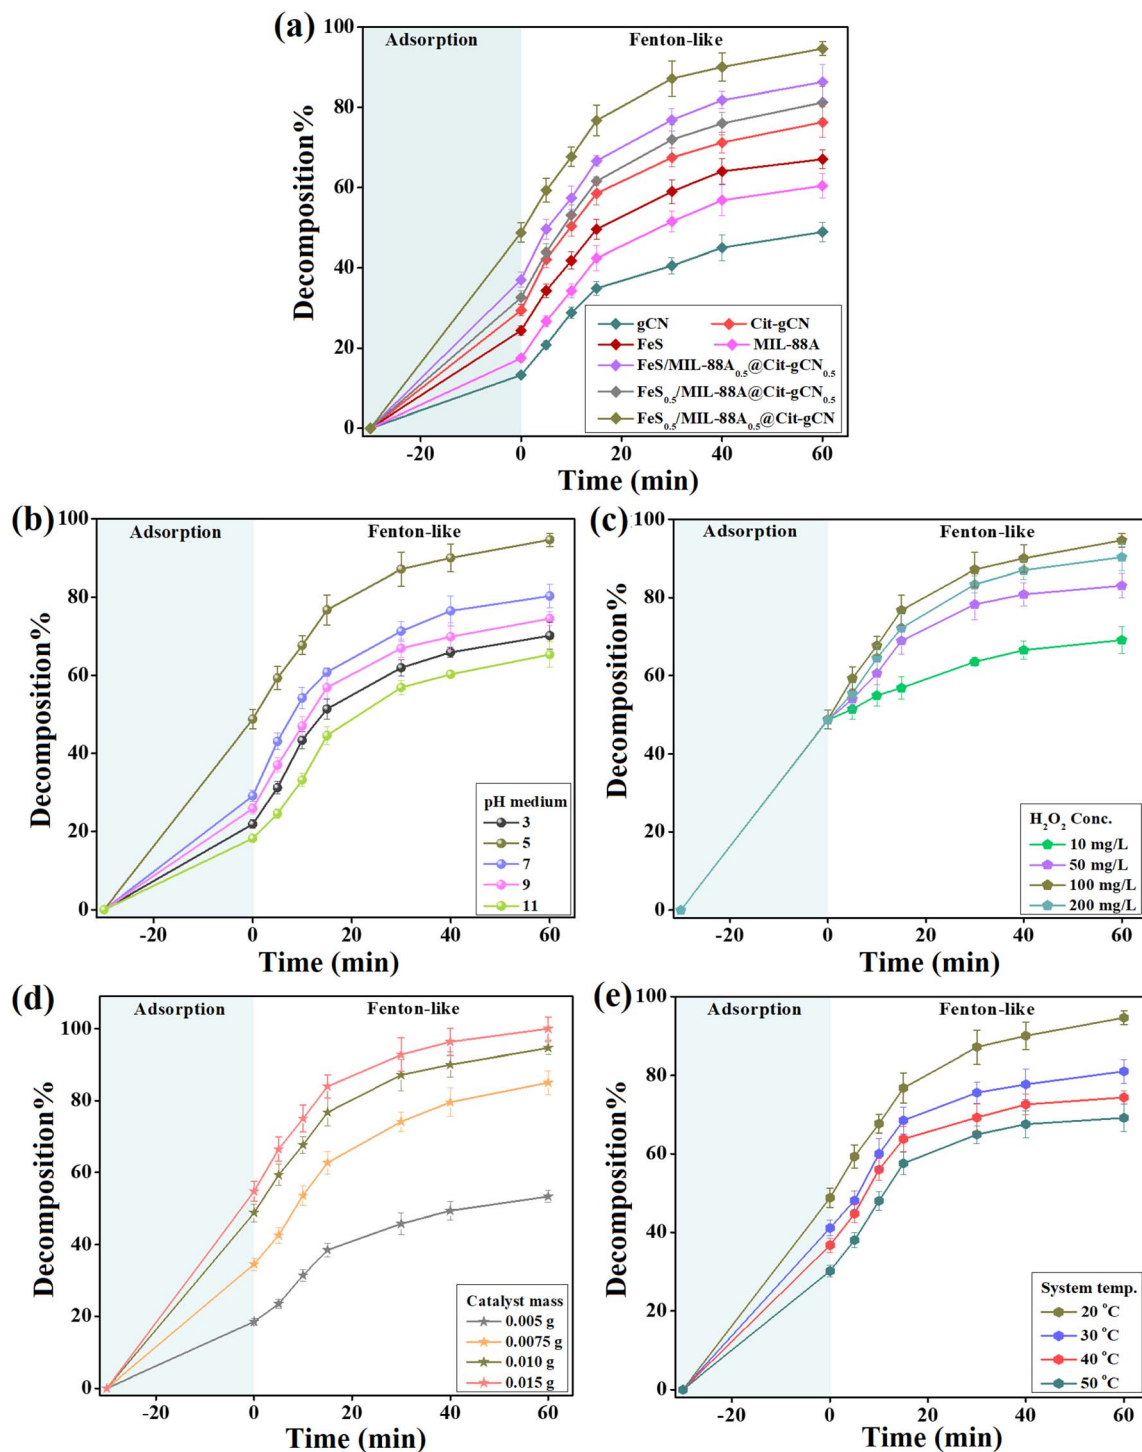 (a)
Adsorption Fenton-like
Decomposition%
100
80
60
40
20
0
gCN Cit-gCN
FeS MIL-88A
FeS/MIL-88A0.5@Cit-gCN0.5
FeS0.5/MIL-88A@Cit-gCN0.5
FeS0.5/MIL-88A0.5@Cit-gCN
-20 0 20 40 60
Time (min)
(b)
Adsorption Fenton-like
Decomposition%
100
80
60
40
20
0
pH medium
3
5
7
9
11
-20 0 20 40 60
Time (min)
(c)
Adsorption Fenton-like
Decomposition%
100
80
60
40
20
0
H2O2 Conc.
10 mg/L
50 mg/L
100 mg/L
200 mg/L
-20 0 20 40 60
Time (min)
(d)
Adsorption Fenton-like
Decomposition%
100
80
60
40
20
0
Catalyst mass
0.005 g
0.0075 g
0.010 g
0.015 g
-20 0 20 40 60
Time (min)
(e)
Adsorption Fenton-like
Decomposition%
100
80
60
40
20
0
System temp.
20 °C
30 °C
40 °C
50 °C
-20 0 20 40 60
Time (min)